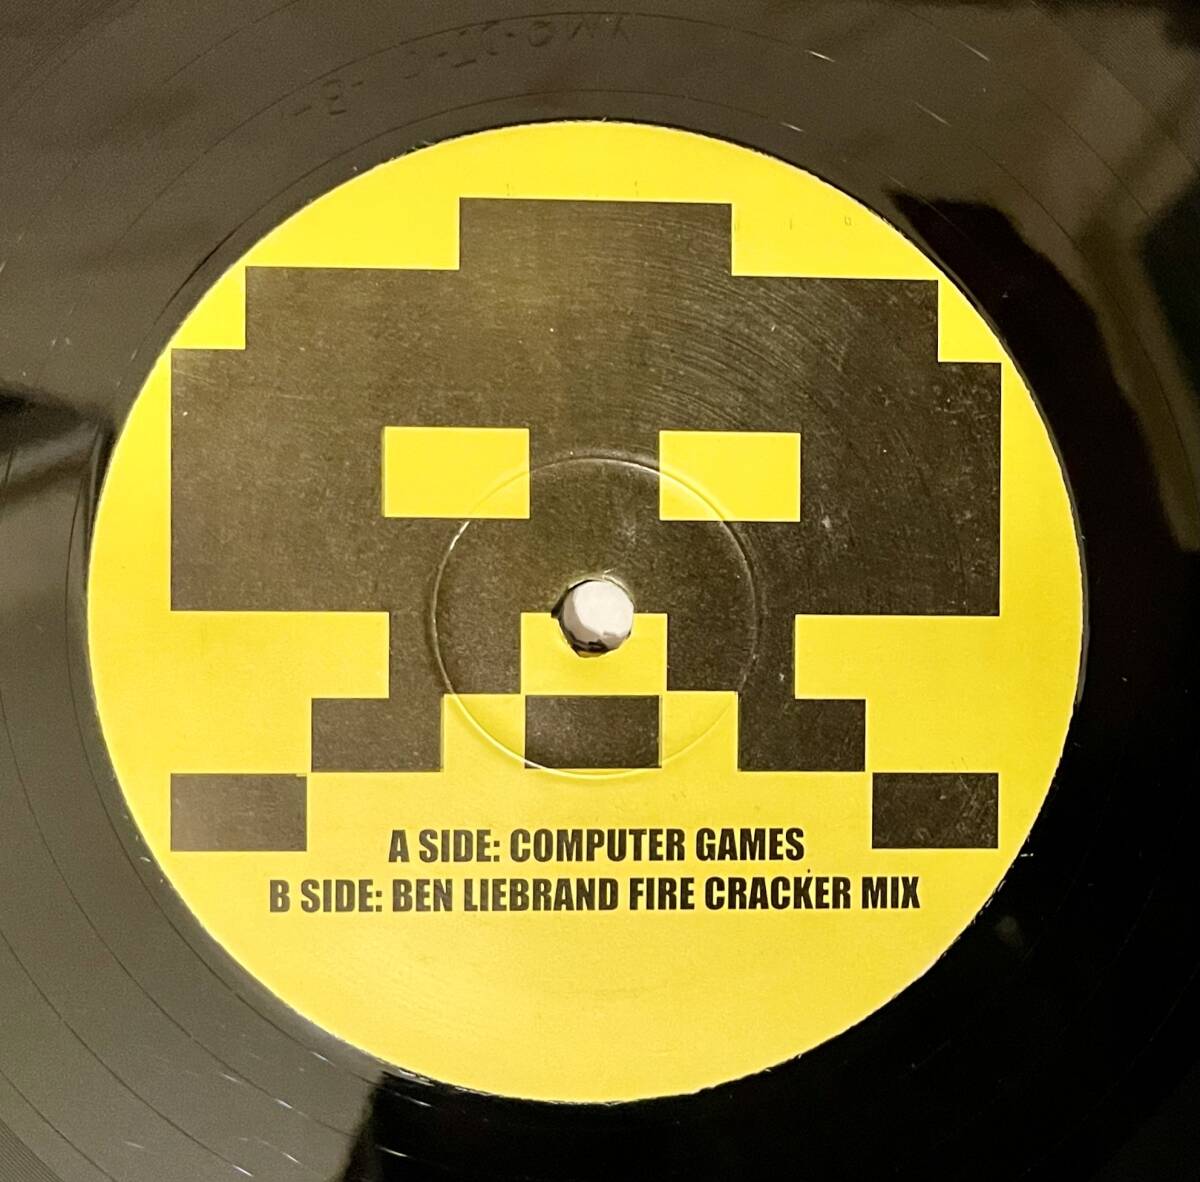 A SIDE: COMPUTER GAMES
B SIDE: BEN LIEBRAND FIRE CRACKER MIX